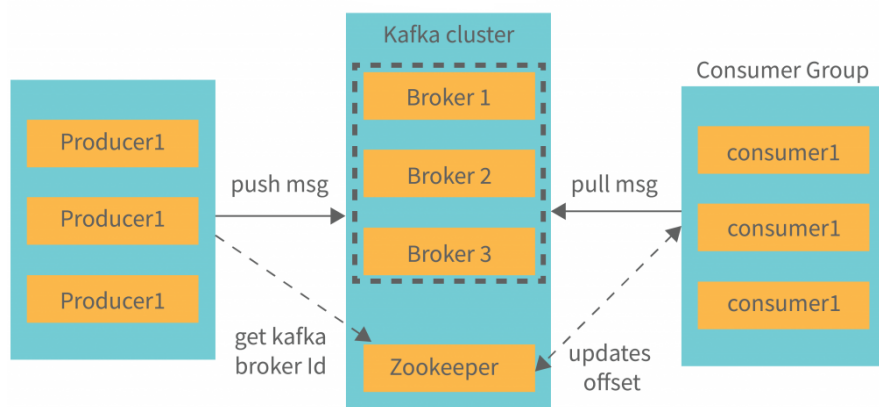 Kafka cluster
Producer1
Producer1
Producer1
push msg
get kafka
broker Id
Broker 1
Broker 2
Broker 3
Zookeeper
pull msg
updates
offset
Consumer Group
consumer1
consumer1
consumer1